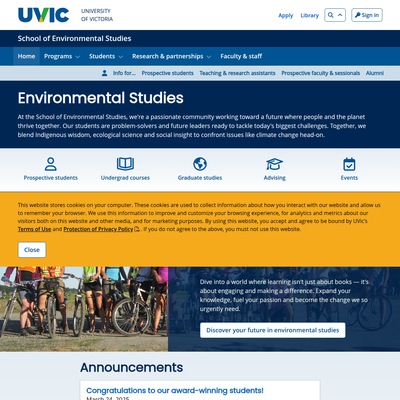 UVIC
UNIVERSITY
OF VICTORIA
Apply
Library
Sign in
School of Environmental Studies
Home
Programs
Students
Research & partnerships
Faculty & staff
Info for...
Prospective students
Teaching & research assistants
Prospective faculty & sessionals
Alumni
Environmental Studies
At the School of Environmental Studies, we're a passionate community working toward a future where people and the planet
thrive together. Our students are problem-solvers and future leaders ready to tackle today's biggest challenges. Together, we
blend Indigenous wisdom, ecological science and social insight to confront issues like climate change head-on.
Prospective students
Undergrad courses
Graduate studies
Advising
Events
This website stores cookies on your computer. These cookies are used to collect information about how you interact with our website and allow us
to remember your browser. We use this information to improve and customize your browsing experience, for analytics and metrics about our
visitors both on this website and other media, and for marketing purposes. By using this website, you accept and agree to be bound by UVic's
Terms of Use and Protection of Privacy Policy. If you do not agree to the above, you must not use this website.
Close
Dive into a world where learning isn't just about books — it's
about engaging and making a difference. Expand your
knowledge, fuel your passion and become the change we so
urgently need.
Discover your future in environmental studies
Announcements
Congratulations to our award-winning students!
March 24, 2025